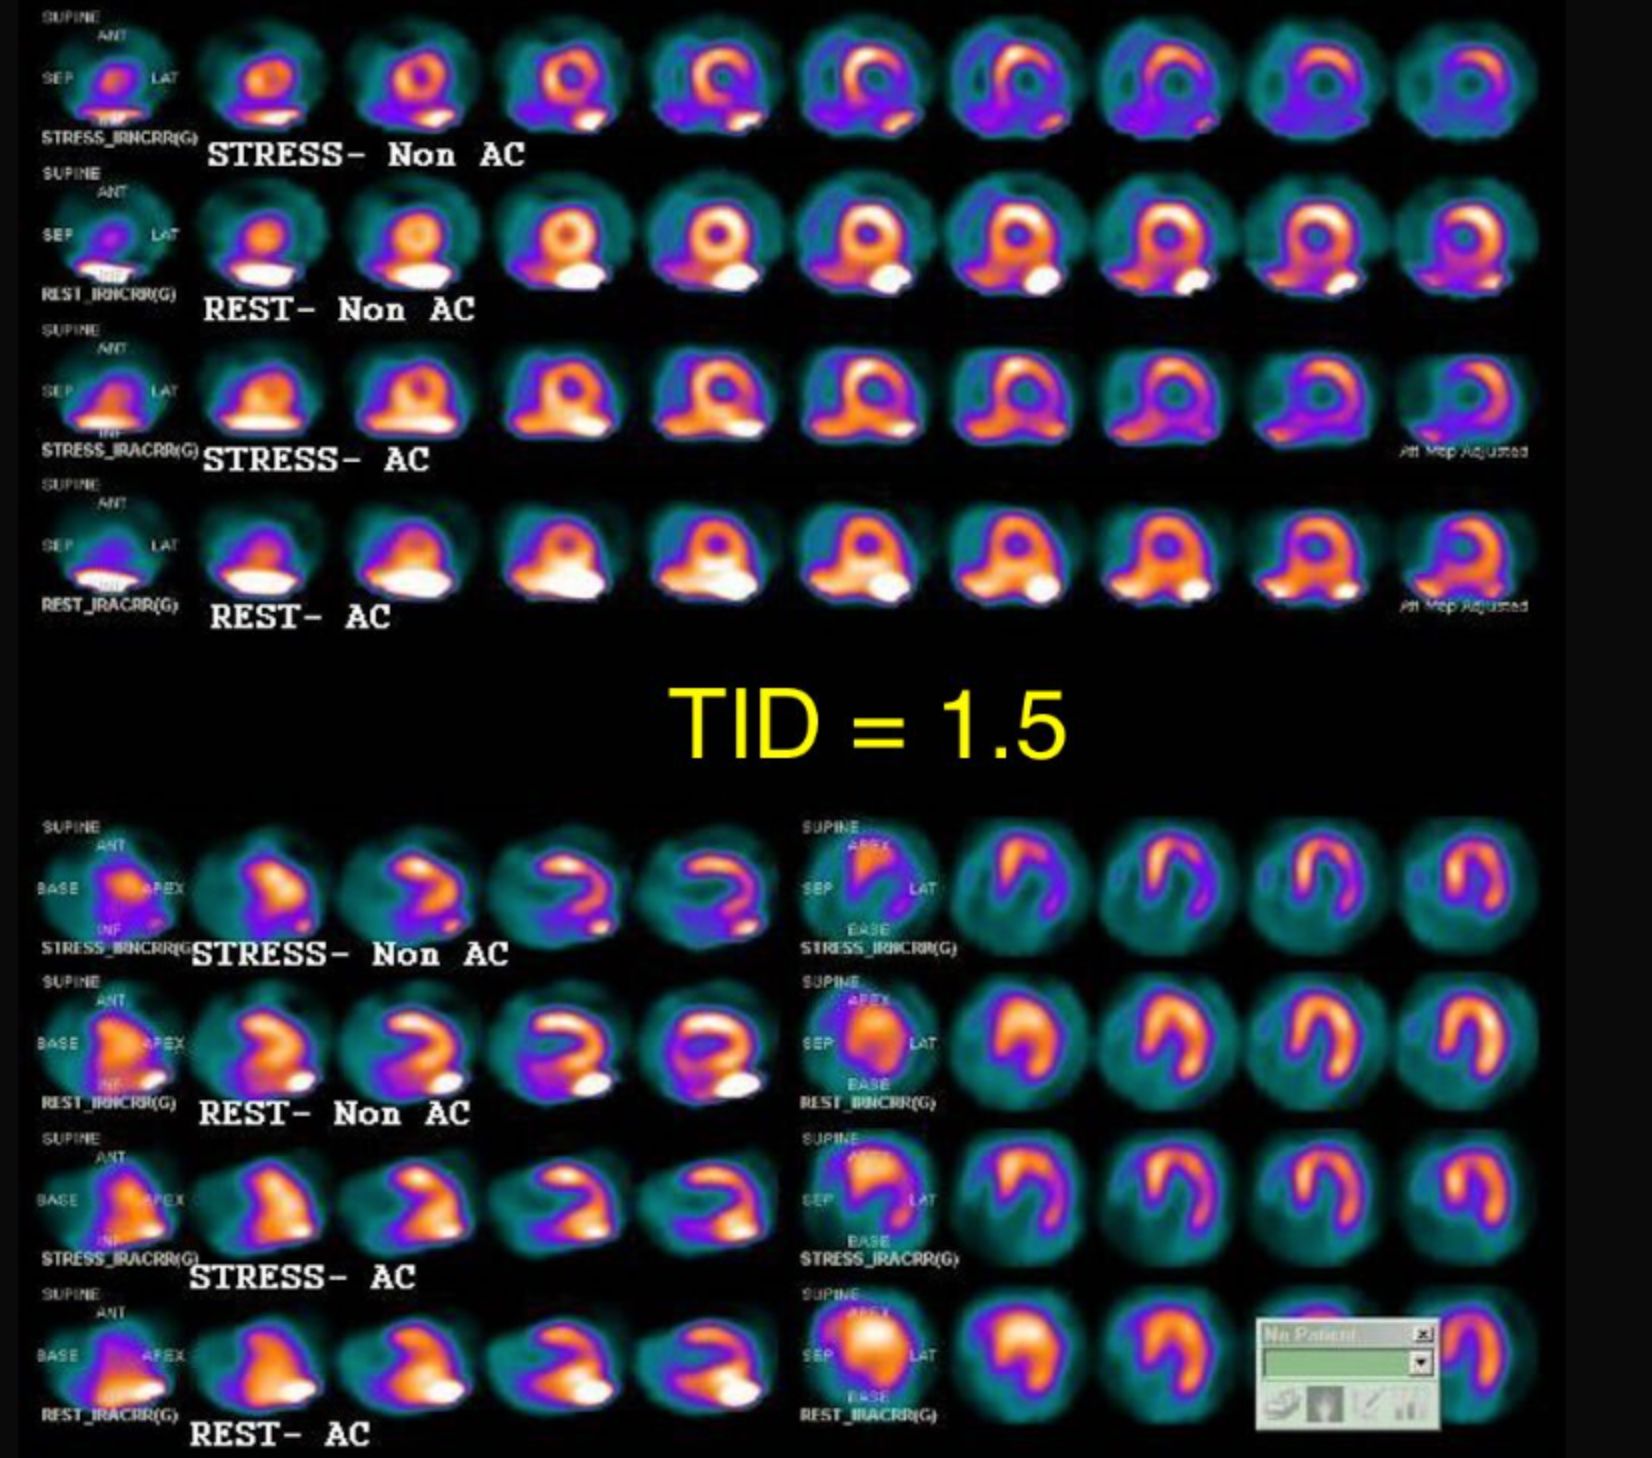 SUPINE
ANT
SEP LAT
INF
STRESS_IRNCRR(G)
STRESS- Non AC
SUPINE
ANT
SEP LAT
INF
REST_IRNCRR(G)
REST- Non AC
SUPINE
ANT
SEP LAT
INF
STRESS_IRACRR(G)
STRESS- AC
Att Map Adjusted
SUPINE
ANT
SEP LAT
INF
REST_IRACRR(G)
REST- AC
Att Map Adjusted
TID = 1.5
SUPINE
ANT
BASE APEX
INF
STRESS_IRNCRR(G
STRESS- Non AC
SUPINE
APEX
SEP LAT
BASE
STRESS_IRNCRR(G)
SUPINE
ANT
BASE APEX
INF
REST_IRNCRR(G)
REST- Non AC
SUPINE
APEX
SEP LAT
BASE
REST_IRNCRR(G)
SUPINE
ANT
BASE APEX
INF
STRESS_IRACRR(G)
STRESS- AC
SUPINE
APEX
SEP LAT
BASE
STRESS_IRACRR(G)
SUPINE
ANT
BASE APEX
REST_IRACRR(G)
REST- AC
SUPINE
APEX
SEP LAT
BASE
REST_IRACRR(G)
No Patient